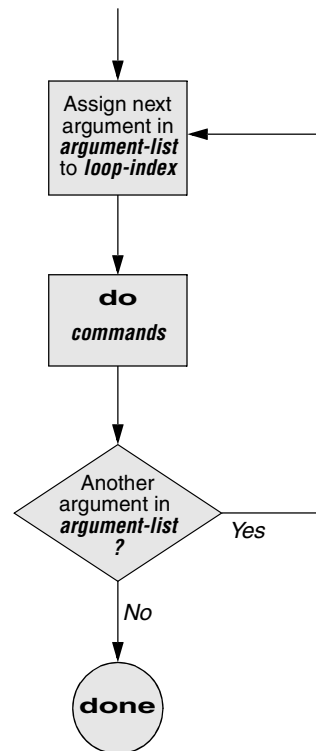 Assign next
argument in
argument-list
to loop-index
do
commands
Another
argument in
argument-list
?
Yes
No
done